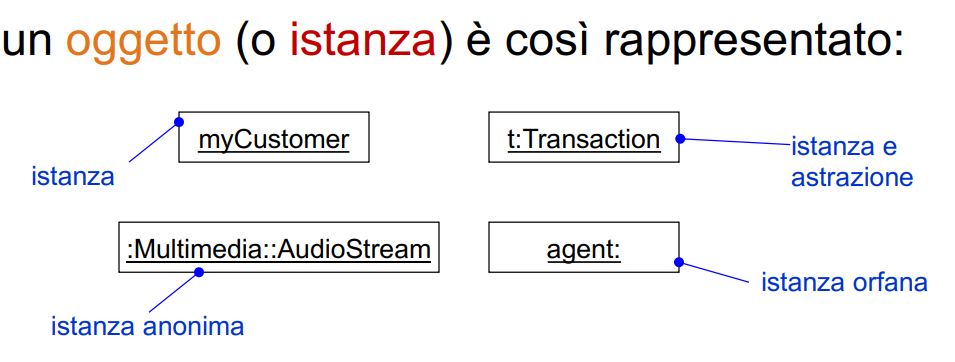 un oggetto (o istanza) è così rappresentato:
myCustomer
t:Transaction
istanza
istanza e
astrazione
:Multimedia::AudioStream
agent:
istanza orfana
istanza anonima